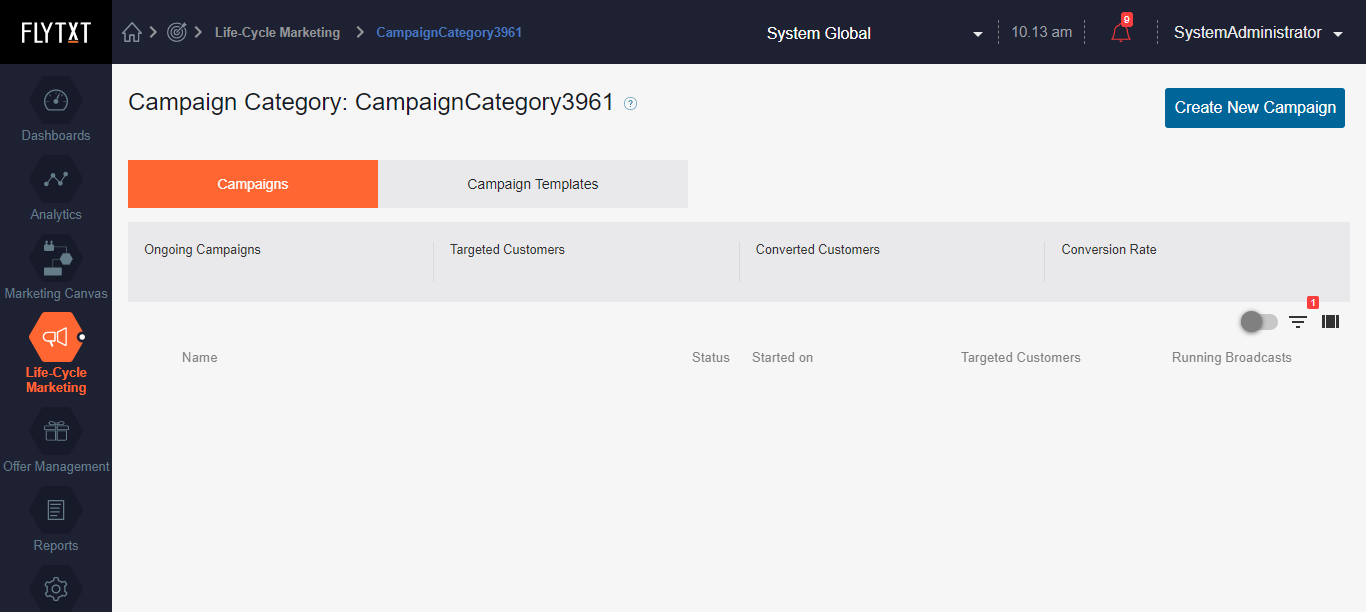 FLYTXT
Life-Cycle Marketing
CampaignCategory3961
System Global
10.13 am
9
SystemAdministrator
Campaign Category: CampaignCategory3961 ?
Create New Campaign
Dashboards
Analytics
Marketing Canvas
Life-Cycle
Marketing
Offer Management
Reports
Campaigns
Campaign Templates
Ongoing Campaigns
Targeted Customers
Converted Customers
Conversion Rate
1
Name
Status
Started on
Targeted Customers
Running Broadcasts